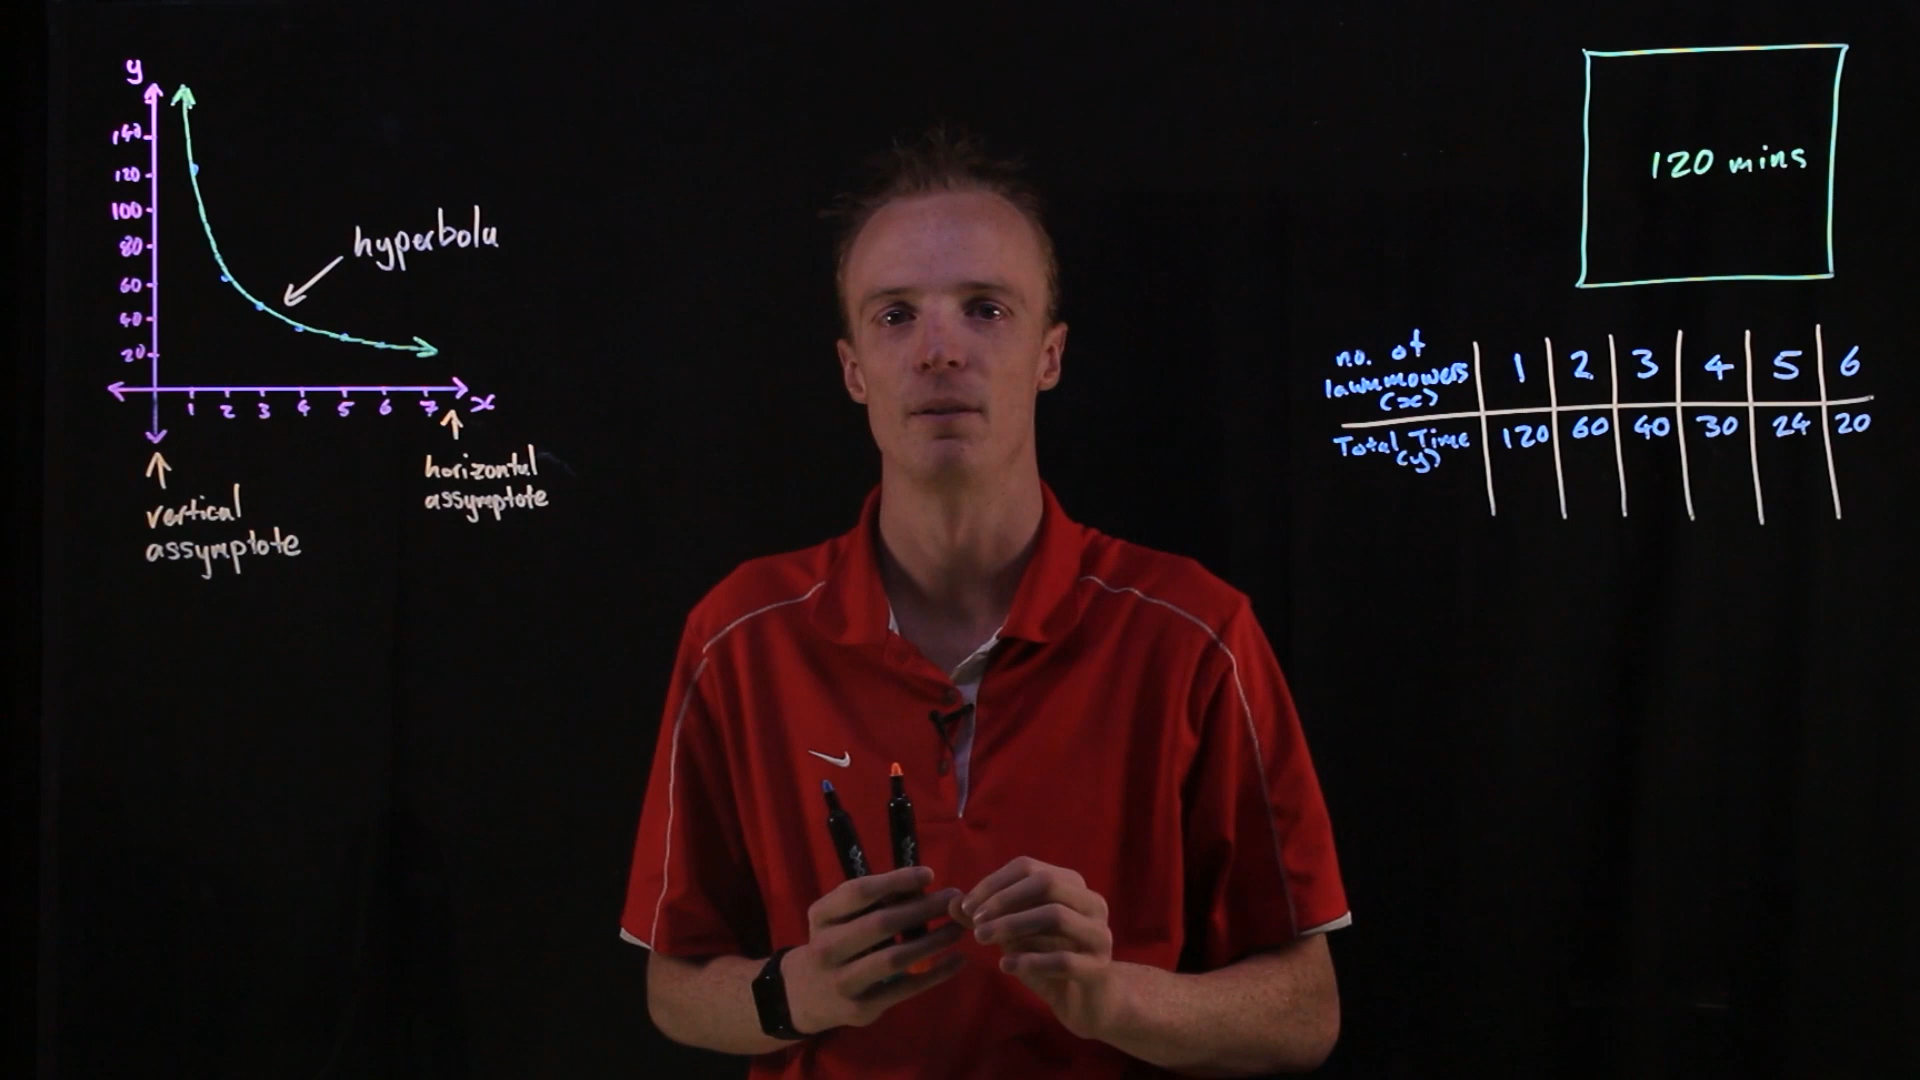 y
140
120
100
80
60
40
20
1 2 3 4 5 6 7 x
hyperbola
vertical
assymptote
horizontal
assymptote
120 mins
no. of
lawnmowers
(x)
1 2 3 4 5 6
Total Time
(y)
120 60 40 30 24 20